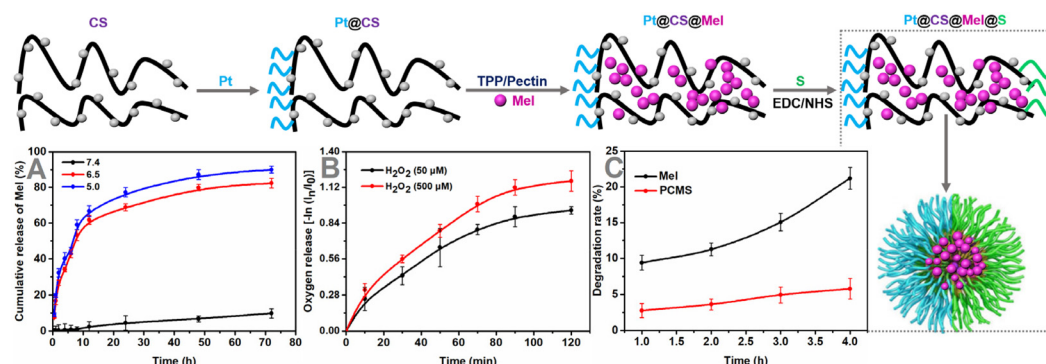 CS
Pt@CS
Pt@CS@Mel
Pt@CS@Mel@S
Pt
TPP/Pectin
Mel
S
EDC/NHS
A
Cumulative release of Mel (%)
100
90
80
70
60
50
40
30
20
10
0
7.4
6.5
5.0
0 10 20 30 40 50 60 70 80
Time (h)
B
Oxygen release [-ln (Iₙ/I₀)]
1.40
1.12
0.84
0.56
0.28
0.00
H₂O₂ (50 μM)
H₂O₂ (500 μM)
0 20 40 60 80 100 120
Time (min)
C
Degradation rate (%)
25
20
15
10
5
0
Mel
PCMS
1.0 1.5 2.0 2.5 3.0 3.5 4.0
Time (h)